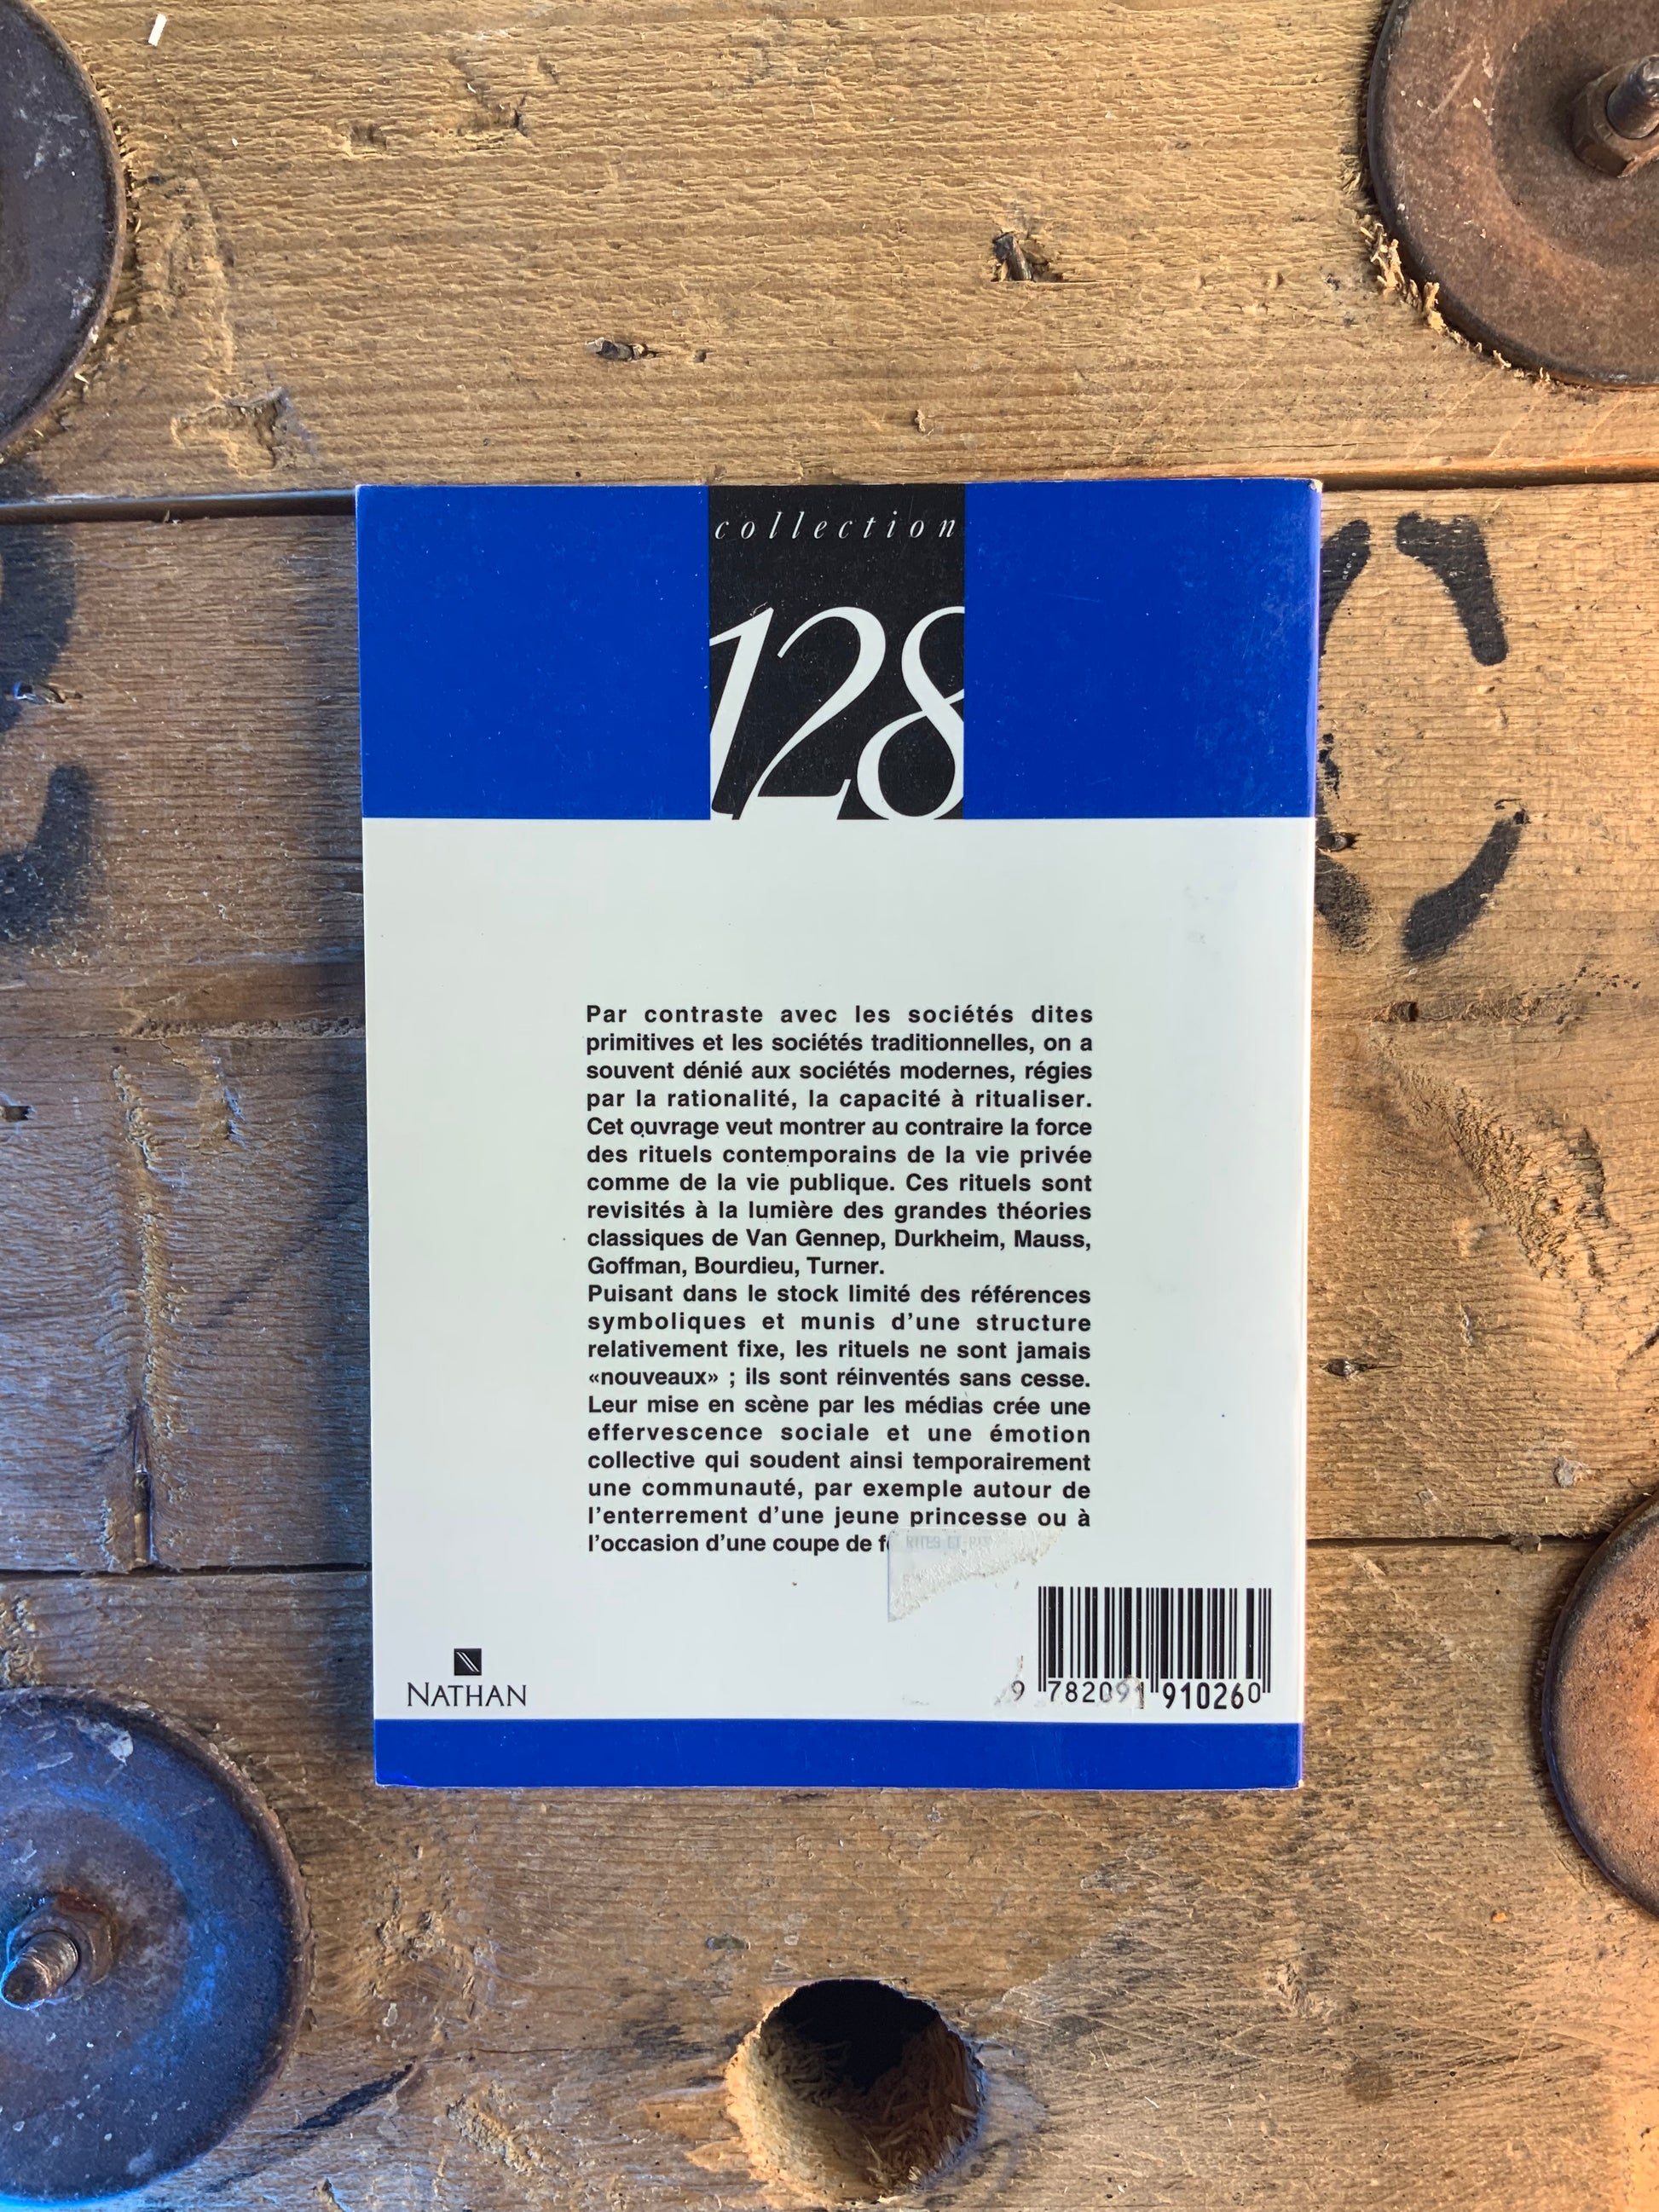 collection
128
Par contraste avec les sociétés dites
primitives et les sociétés traditionnelles, on a
souvent dénié aux sociétés modernes, régies
par la rationalité, la capacité à ritualiser.
Cet ouvrage veut montrer au contraire la force
des rituels contemporains de la vie privée
comme de la vie publique. Ces rituels sont
revisités à la lumière des grandes théories
classiques de Van Gennep, Durkheim, Mauss,
Goffman, Bourdieu, Turner.
Puisant dans le stock limité des références
symboliques et munis d’une structure
relativement fixe, les rituels ne sont jamais
«nouveaux» ; ils sont réinventés sans cesse.
Leur mise en scène par les médias crée une
effervescence sociale et une émotion
collective qui soudent ainsi temporairement
une communauté, par exemple autour de
l’enterrement d’une jeune princesse ou à
l’occasion d’une coupe de
RITES ET
NATHAN
9 782091 910260